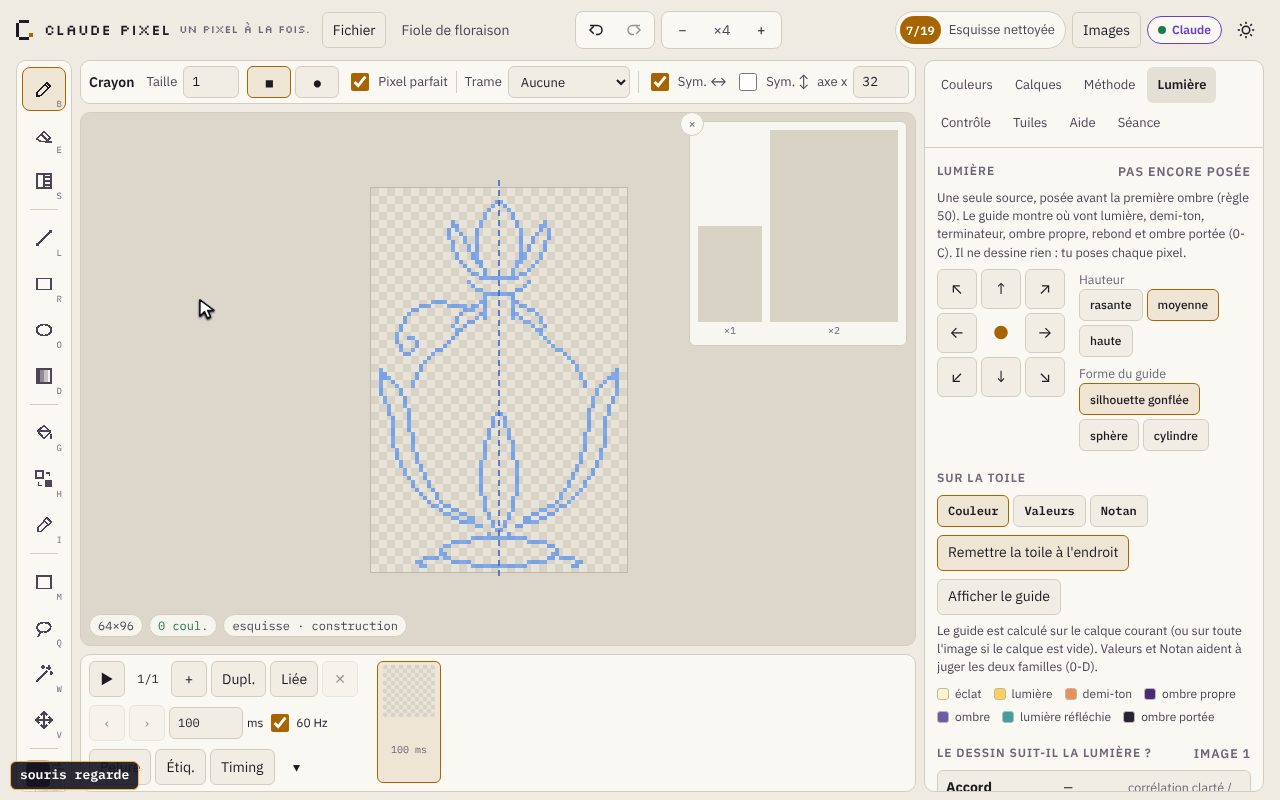 CLAUDE PIXEL UN PIXEL À LA FOIS. Fichier Fiole de floraison − ×4 + 7/19 Esquisse nettoyée Images Claude
Crayon Taille 1 Pixel parfait Trame Aucune Sym. ↔ Sym. ↕ axe x 32
Couleurs Calques Méthode Lumière
Contrôle Tuiles Aide Séance
B
E
S
L
R
O
D
G
H
I
M
Q
W
V
×
×1 ×2
64×96 0 coul. esquisse · construction
LUMIÈRE PAS ENCORE POSÉE
Une seule source, posée avant la première ombre (règle
50). Le guide montre où vont lumière, demi-ton,
terminateur, ombre propre, rebond et ombre portée (0-
C). Il ne dessine rien : tu poses chaque pixel.
↖ ↑ ↗
← →
↙ ↓ ↘
Hauteur
rasante moyenne
haute
Forme du guide
silhouette gonflée
sphère cylindre
SUR LA TOILE
Couleur Valeurs Notan
Remettre la toile à l'endroit
Afficher le guide
Le guide est calculé sur le calque courant (ou sur toute
l'image si le calque est vide). Valeurs et Notan aident à
juger les deux familles (0-D).
éclat lumière demi-ton ombre propre
ombre lumière réfléchie ombre portée
LE DESSIN SUIT-IL LA LUMIÈRE ? IMAGE 1
Accord — corrélation clarté /
1/1 + Dupl. Liée ×
‹ › 100 ms 60 Hz
100 ms
Étiq. Timing ▼
souris regarde